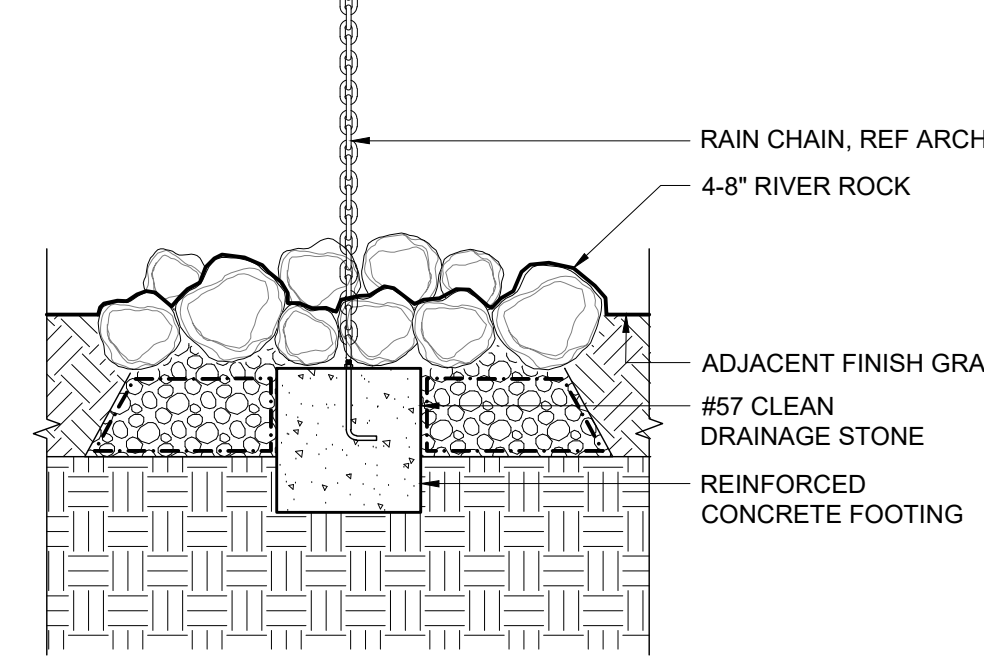 RAIN CHAIN, REF ARCH
4-8" RIVER ROCK
ADJACENT FINISH GRA
#57 CLEAN
DRAINAGE STONE
REINFORCED
CONCRETE FOOTING